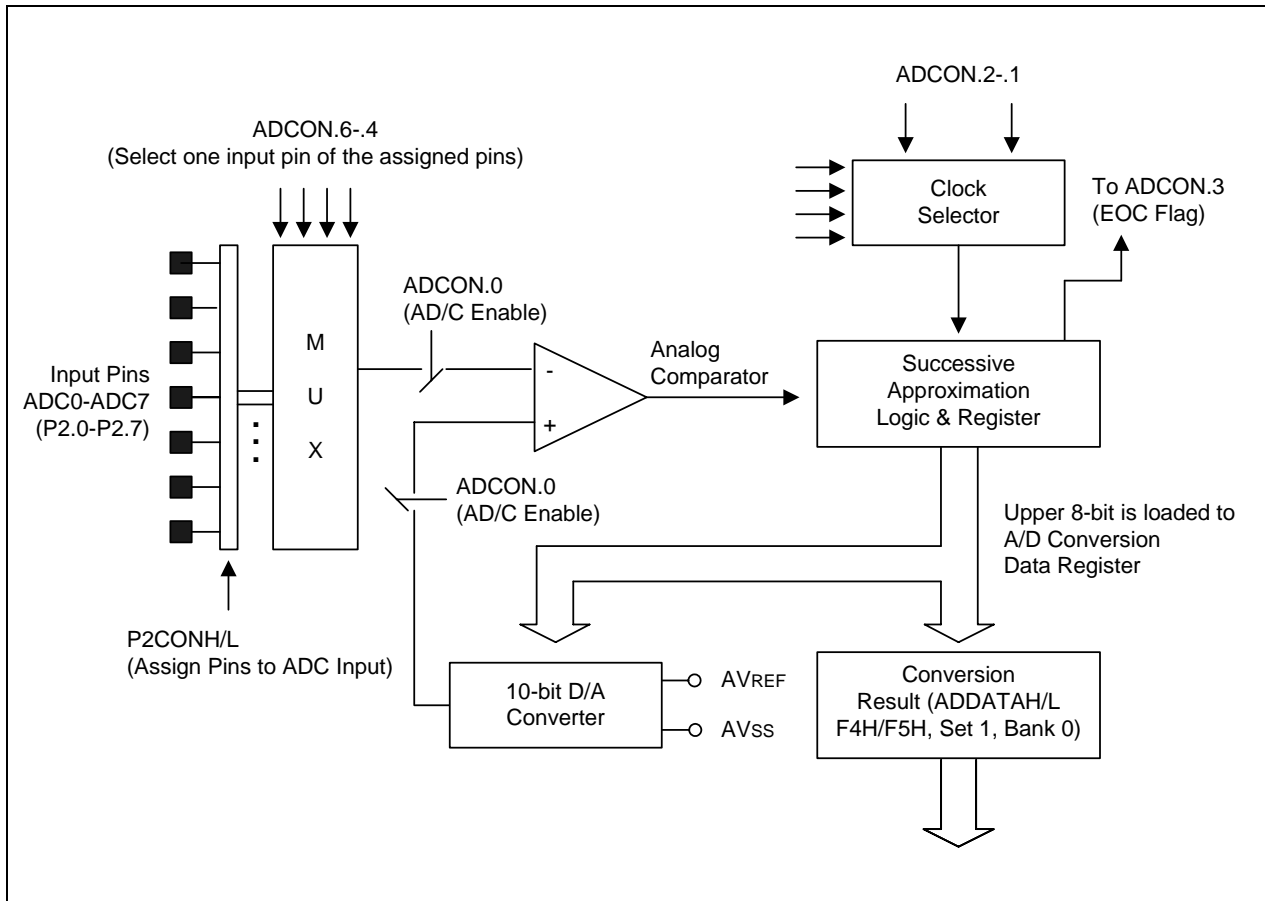 ADCON.2-.1
ADCON.6-.4
(Select one input pin of the assigned pins)
Clock
Selector
To ADCON.3
(EOC Flag)
ADCON.0
(AD/C Enable)
M
U
X
Input Pins
ADC0-ADC7
(P2.0-P2.7)
-
+
Analog
Comparator
Successive
Approximation
Logic & Register
ADCON.0
(AD/C Enable)
Upper 8-bit is loaded to
A/D Conversion
Data Register
P2CONH/L
(Assign Pins to ADC Input)
10-bit D/A
Converter
AVREF
AVSS
Conversion
Result (ADDATAH/L
F4H/F5H, Set 1, Bank 0)